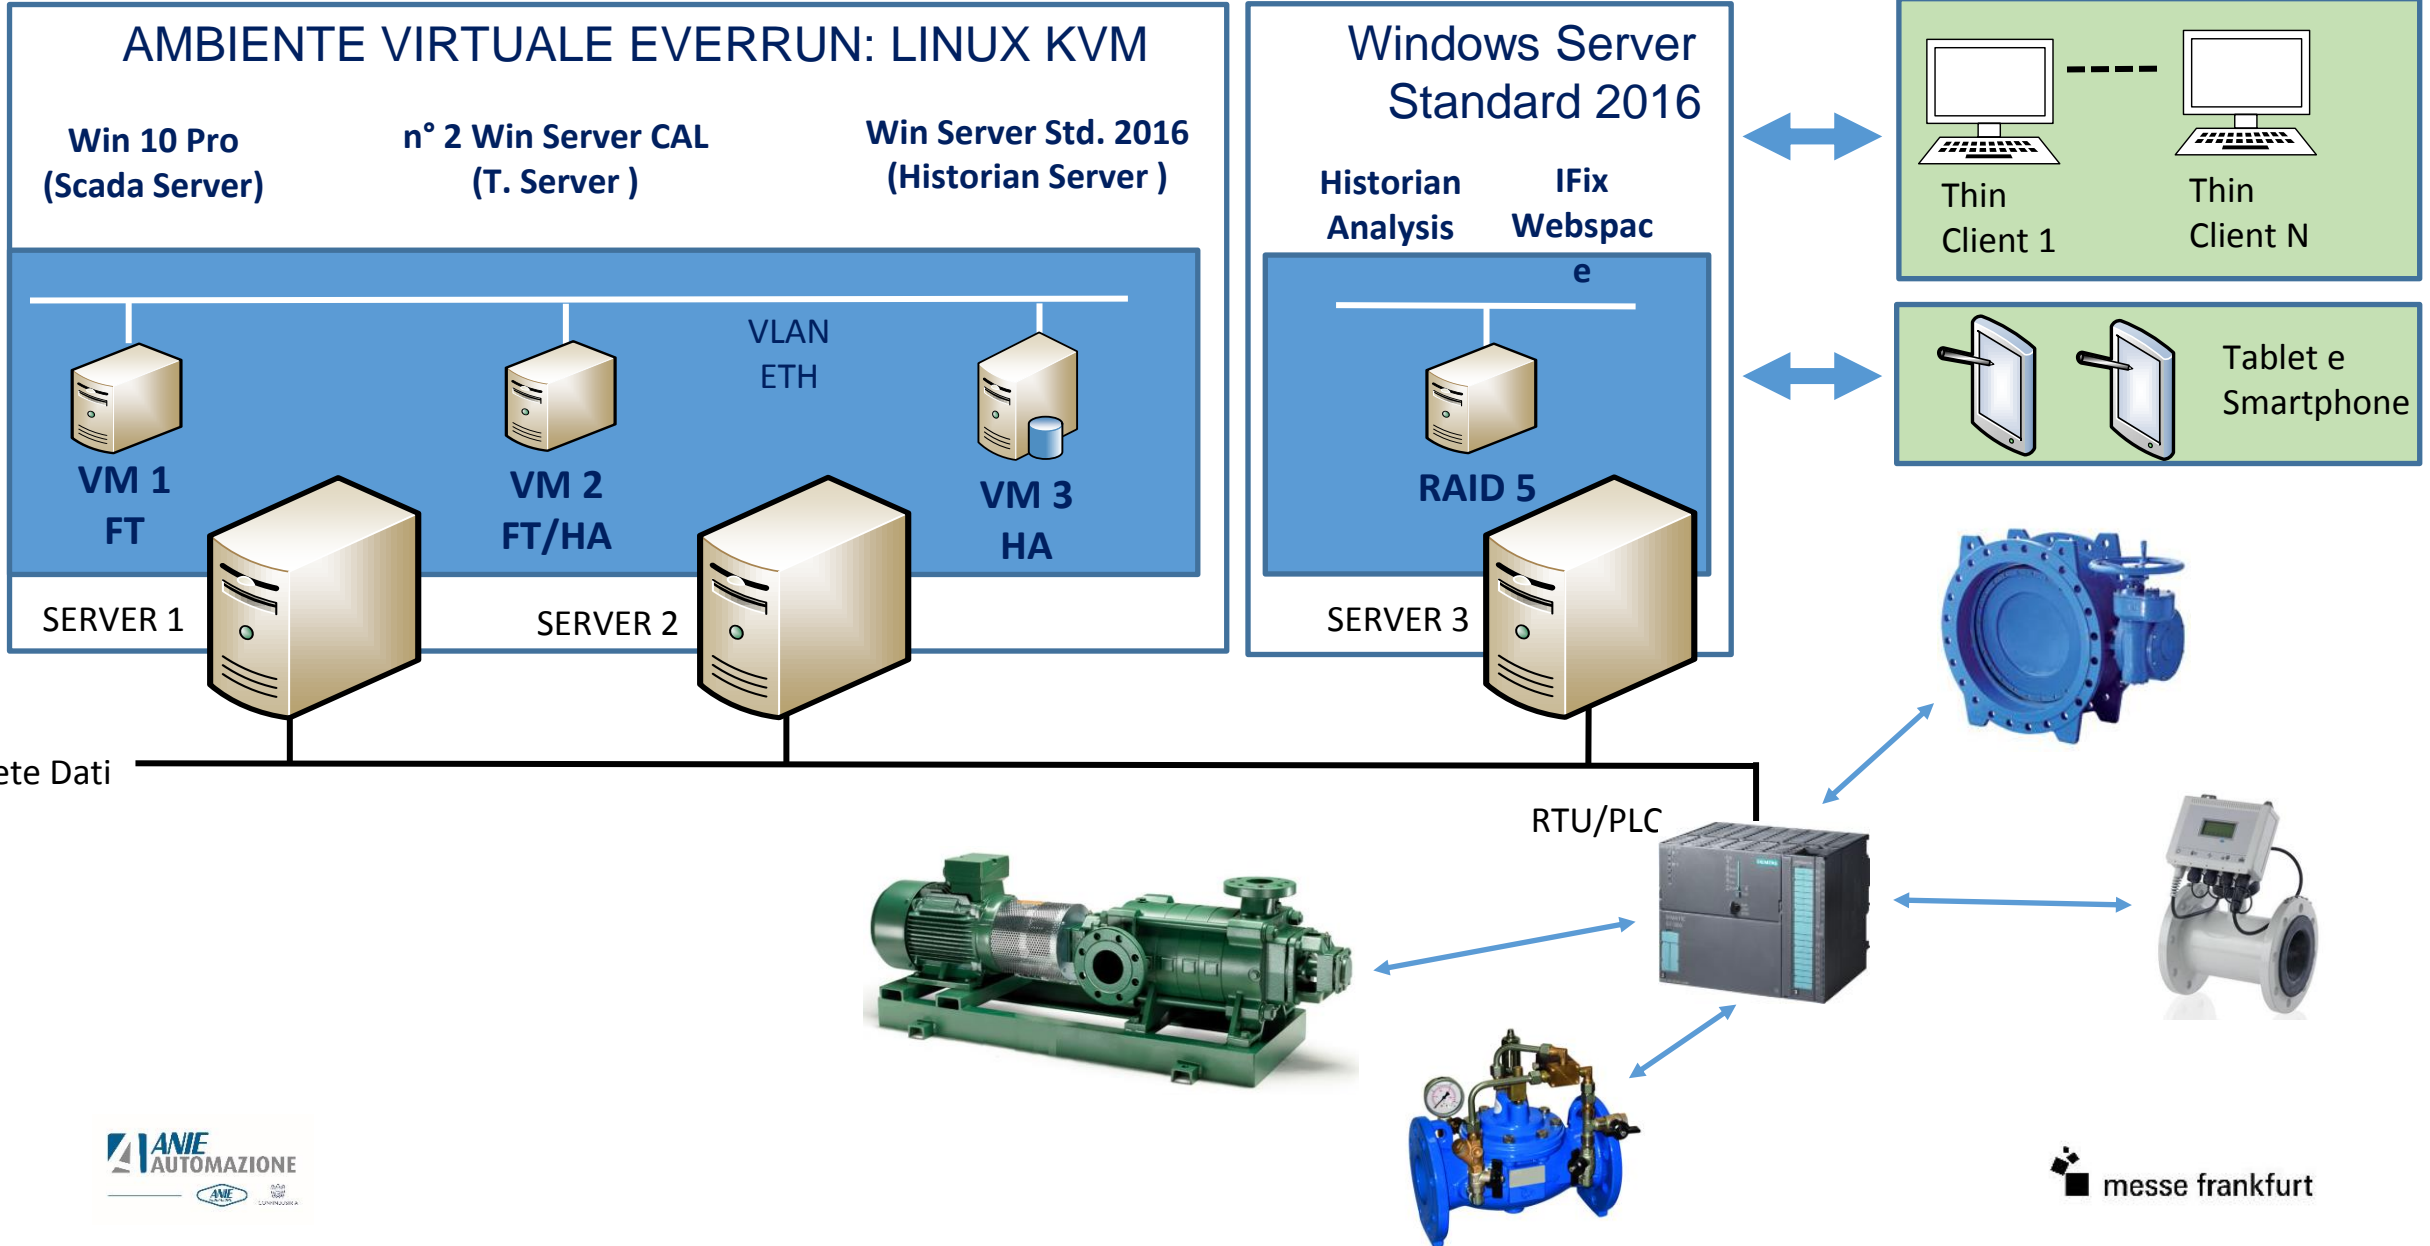 AMBIENTE VIRTUALE EVERRUN: LINUX KVM
Win 10 Pro
(Scada Server)
n° 2 Win Server CAL
(T. Server )
Win Server Std. 2016
(Historian Server )
VLAN
ETH
VM 1
FT
VM 2
FT/HA
VM 3
HA
SERVER 1
SERVER 2
Windows Server
Standard 2016
Historian
Analysis
IFix
Webspac
e
RAID 5
SERVER 3
Thin
Client 1
Thin
Client N
Tablet e
Smartphone
ete Dati
RTU/PLC
SIEMENS
ANIE
AUTOMAZIONE
ANIE
CONFINDUSTRIA
messe frankfurt